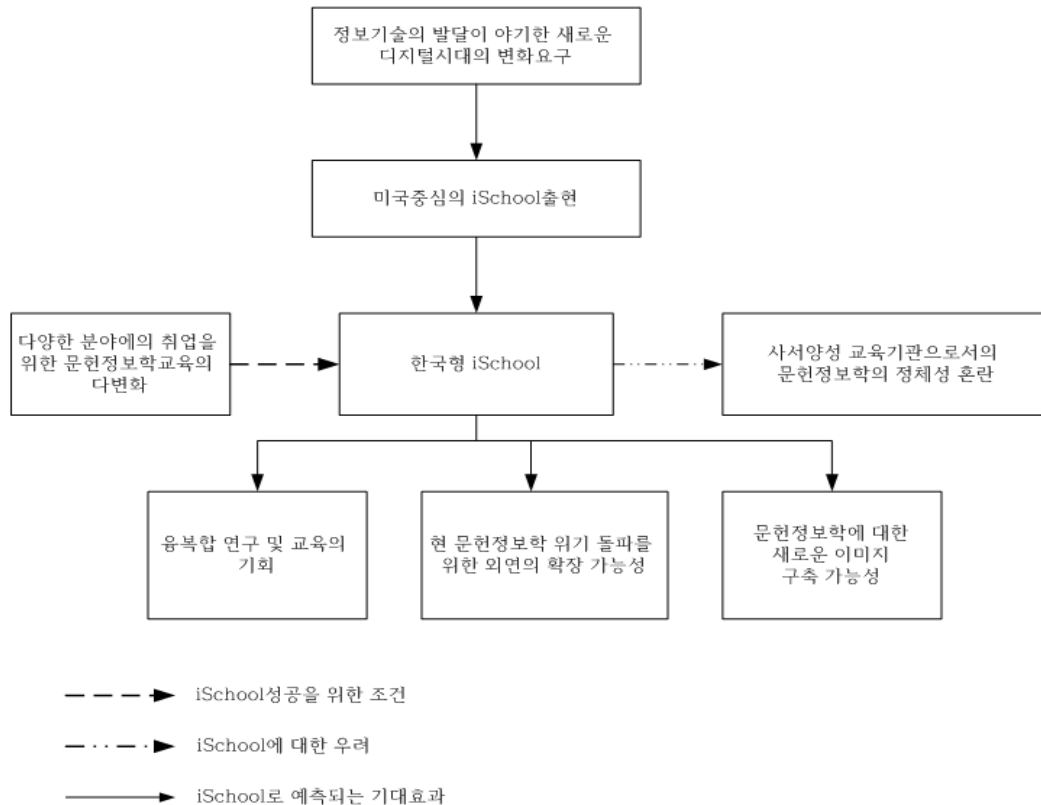 정보기술의 발달이 야기한 새로운
디지털시대의 변화요구
미국중심의 iSchool출현
다양한 분야에의 취업을
위한 문헌정보학교육의
다변화
한국형 iSchool
사서양성 교육기관으로서의
문헌정보학의 정체성 혼란
융복합 연구 및 교육의
기회
현 문헌정보학 위기 돌파를
위한 외연의 확장 가능성
문헌정보학에 대한
새로운 이미지
구축 가능성
iSchool성공을 위한 조건
iSchool에 대한 우려
iSchool로 예측되는 기대효과